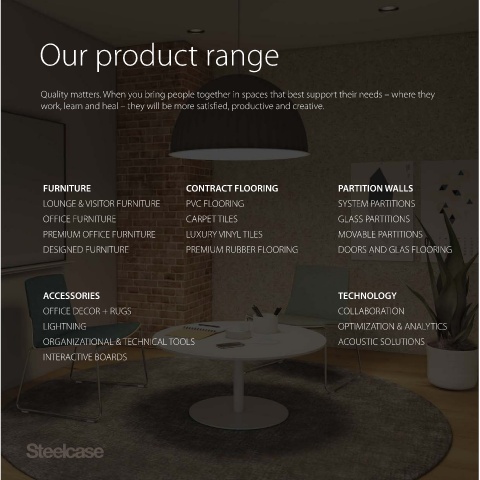 Our product range
Quality matters. When you bring people together in spaces that best support their needs – where they
work, learn and heal – they will be more satisfied, productive and creative.
FURNITURE
LOUNGE & VISITOR FURNITURE
OFFICE FURNITURE
PREMIUM OFFICE FURNITURE
DESIGNED FURNITURE
CONTRACT FLOORING
PVC FLOORING
CARPET TILES
LUXURY VINYL TILES
PREMIUM RUBBER FLOORING
PARTITION WALLS
SYSTEM PARTITIONS
GLASS PARTITIONS
MOVABLE PARTITIONS
DOORS AND GLAS FLOORING
ACCESSORIES
OFFICE DECOR + RUGS
LIGHTNING
ORGANIZATIONAL & TECHNICAL TOOLS
INTERACTIVE BOARDS
TECHNOLOGY
COLLABORATION
OPTIMIZATION & ANALYTICS
ACOUSTIC SOLUTIONS
Steelcase